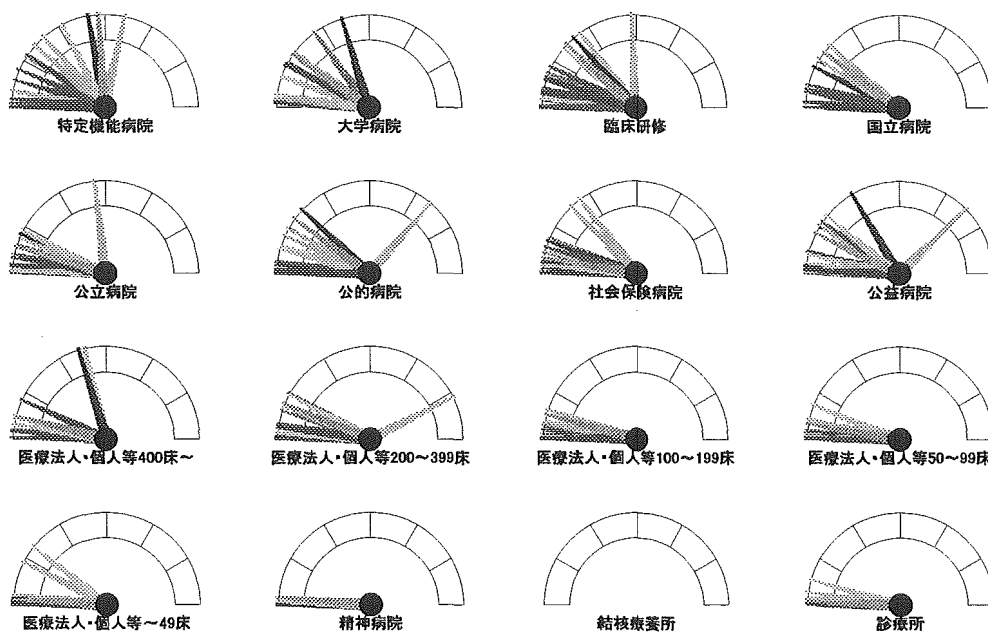 特定機能病院
大学病院
臨床研修
国立病院
公立病院
公的病院
社会保険病院
公益病院
医療法人・個人等400床～
医療法人・個人等200～399床
医療法人・個人等100～199床
医療法人・個人等50～99床
医療法人・個人等～49床
精神病院
結核療養所
診療所